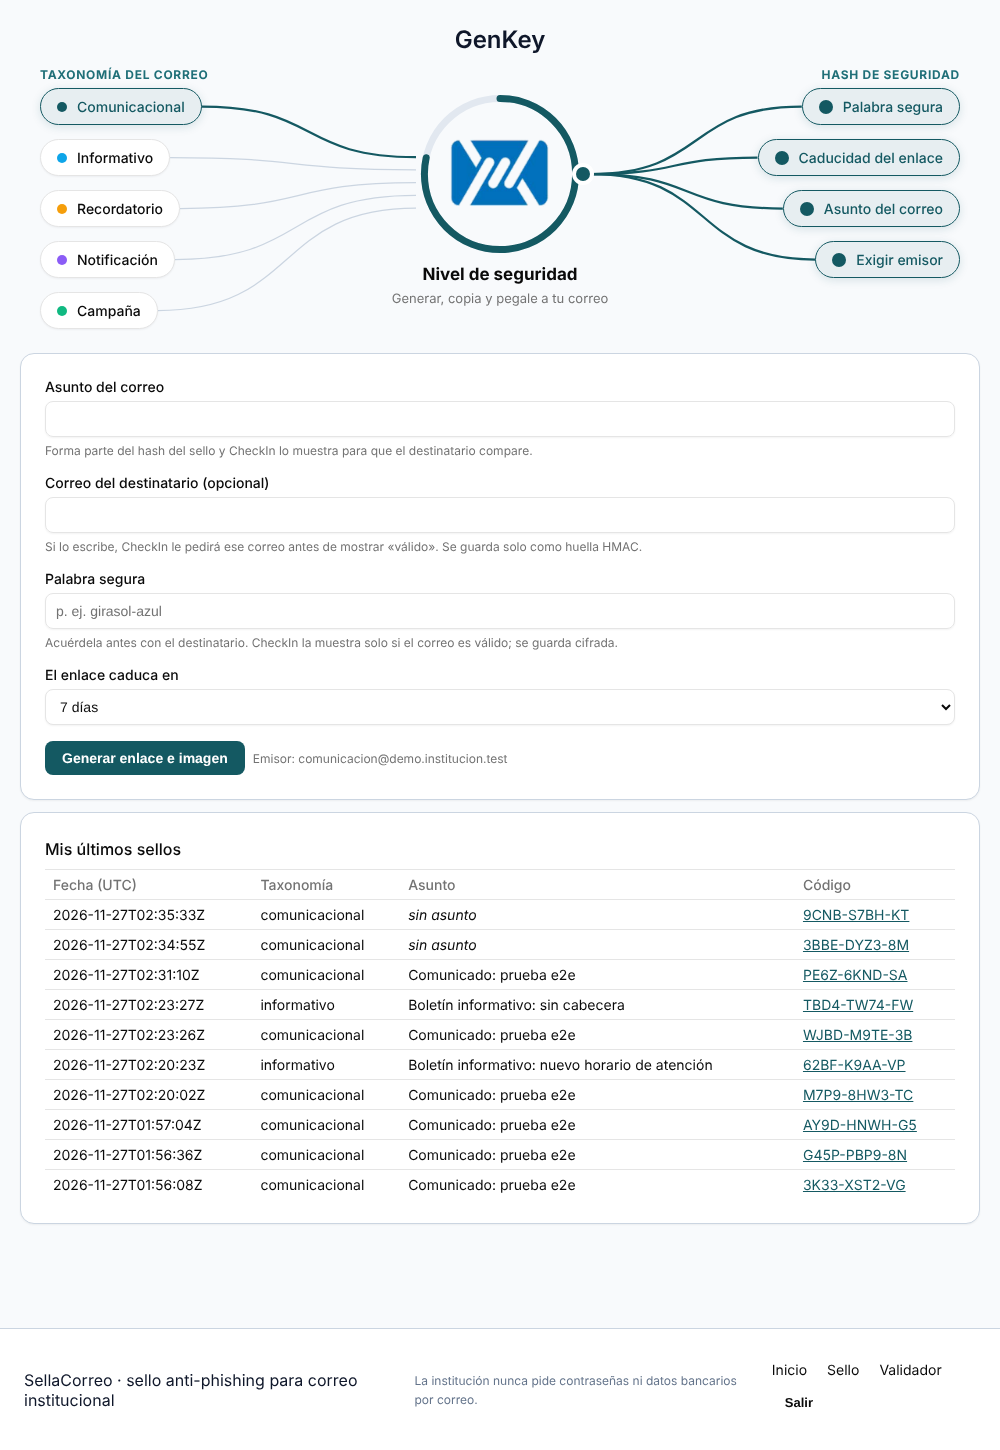 GenKey
TAXONOMÍA DEL CORREO
Comunicacional
Informativo
Recordatorio
Notificación
Campaña
Nivel de seguridad
Generar, copia y pegale a tu correo
HASH DE SEGURIDAD
Palabra segura
Caducidad del enlace
Asunto del correo
Exigir emisor
Asunto del correo
Forma parte del hash del sello y CheckIn lo muestra para que el destinatario compare.
Correo del destinatario (opcional)
Si lo escribe, CheckIn le pedirá ese correo antes de mostrar «válido». Se guarda solo como huella HMAC.
Palabra segura
p. ej. girasol-azul
Acuérdela antes con el destinatario. CheckIn la muestra solo si el correo es válido; se guarda cifrada.
El enlace caduca en
7 días
Generar enlace e imagen Emisor: comunicacion@demo.institucion.test
Mis últimos sellos
Fecha (UTC) Taxonomía Asunto Código
2026-11-27T02:35:33Z comunicacional sin asunto 9CNB-S7BH-KT
2026-11-27T02:34:55Z comunicacional sin asunto 3BBE-DYZ3-8M
2026-11-27T02:31:10Z comunicacional Comunicado: prueba e2e PE6Z-6KND-SA
2026-11-27T02:23:27Z informativo Boletín informativo: sin cabecera TBD4-TW74-FW
2026-11-27T02:23:26Z comunicacional Comunicado: prueba e2e WJBD-M9TE-3B
2026-11-27T02:20:23Z informativo Boletín informativo: nuevo horario de atención 62BF-K9AA-VP
2026-11-27T02:20:02Z comunicacional Comunicado: prueba e2e M7P9-8HW3-TC
2026-11-27T01:57:04Z comunicacional Comunicado: prueba e2e AY9D-HNWH-G5
2026-11-27T01:56:36Z comunicacional Comunicado: prueba e2e G45P-PBP9-8N
2026-11-27T01:56:08Z comunicacional Comunicado: prueba e2e 3K33-XST2-VG
SellaCorreo · sello anti-phishing para correo
institucional
La institución nunca pide contraseñas ni datos bancarios
por correo.
Inicio Sello Validador
Salir